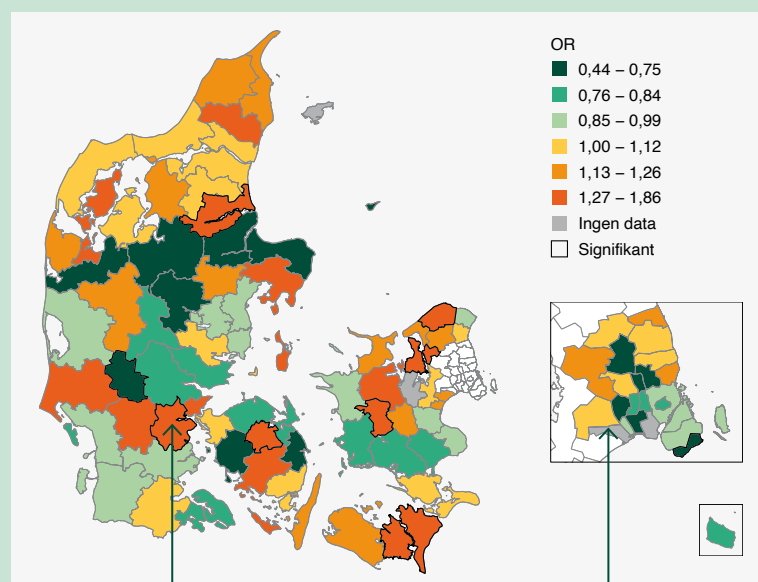 OR
0,44 – 0,75
0,76 – 0,84
0,85 – 0,99
1,00 – 1,12
1,13 – 1,26
1,27 – 1,86
Ingen data
Signifikant